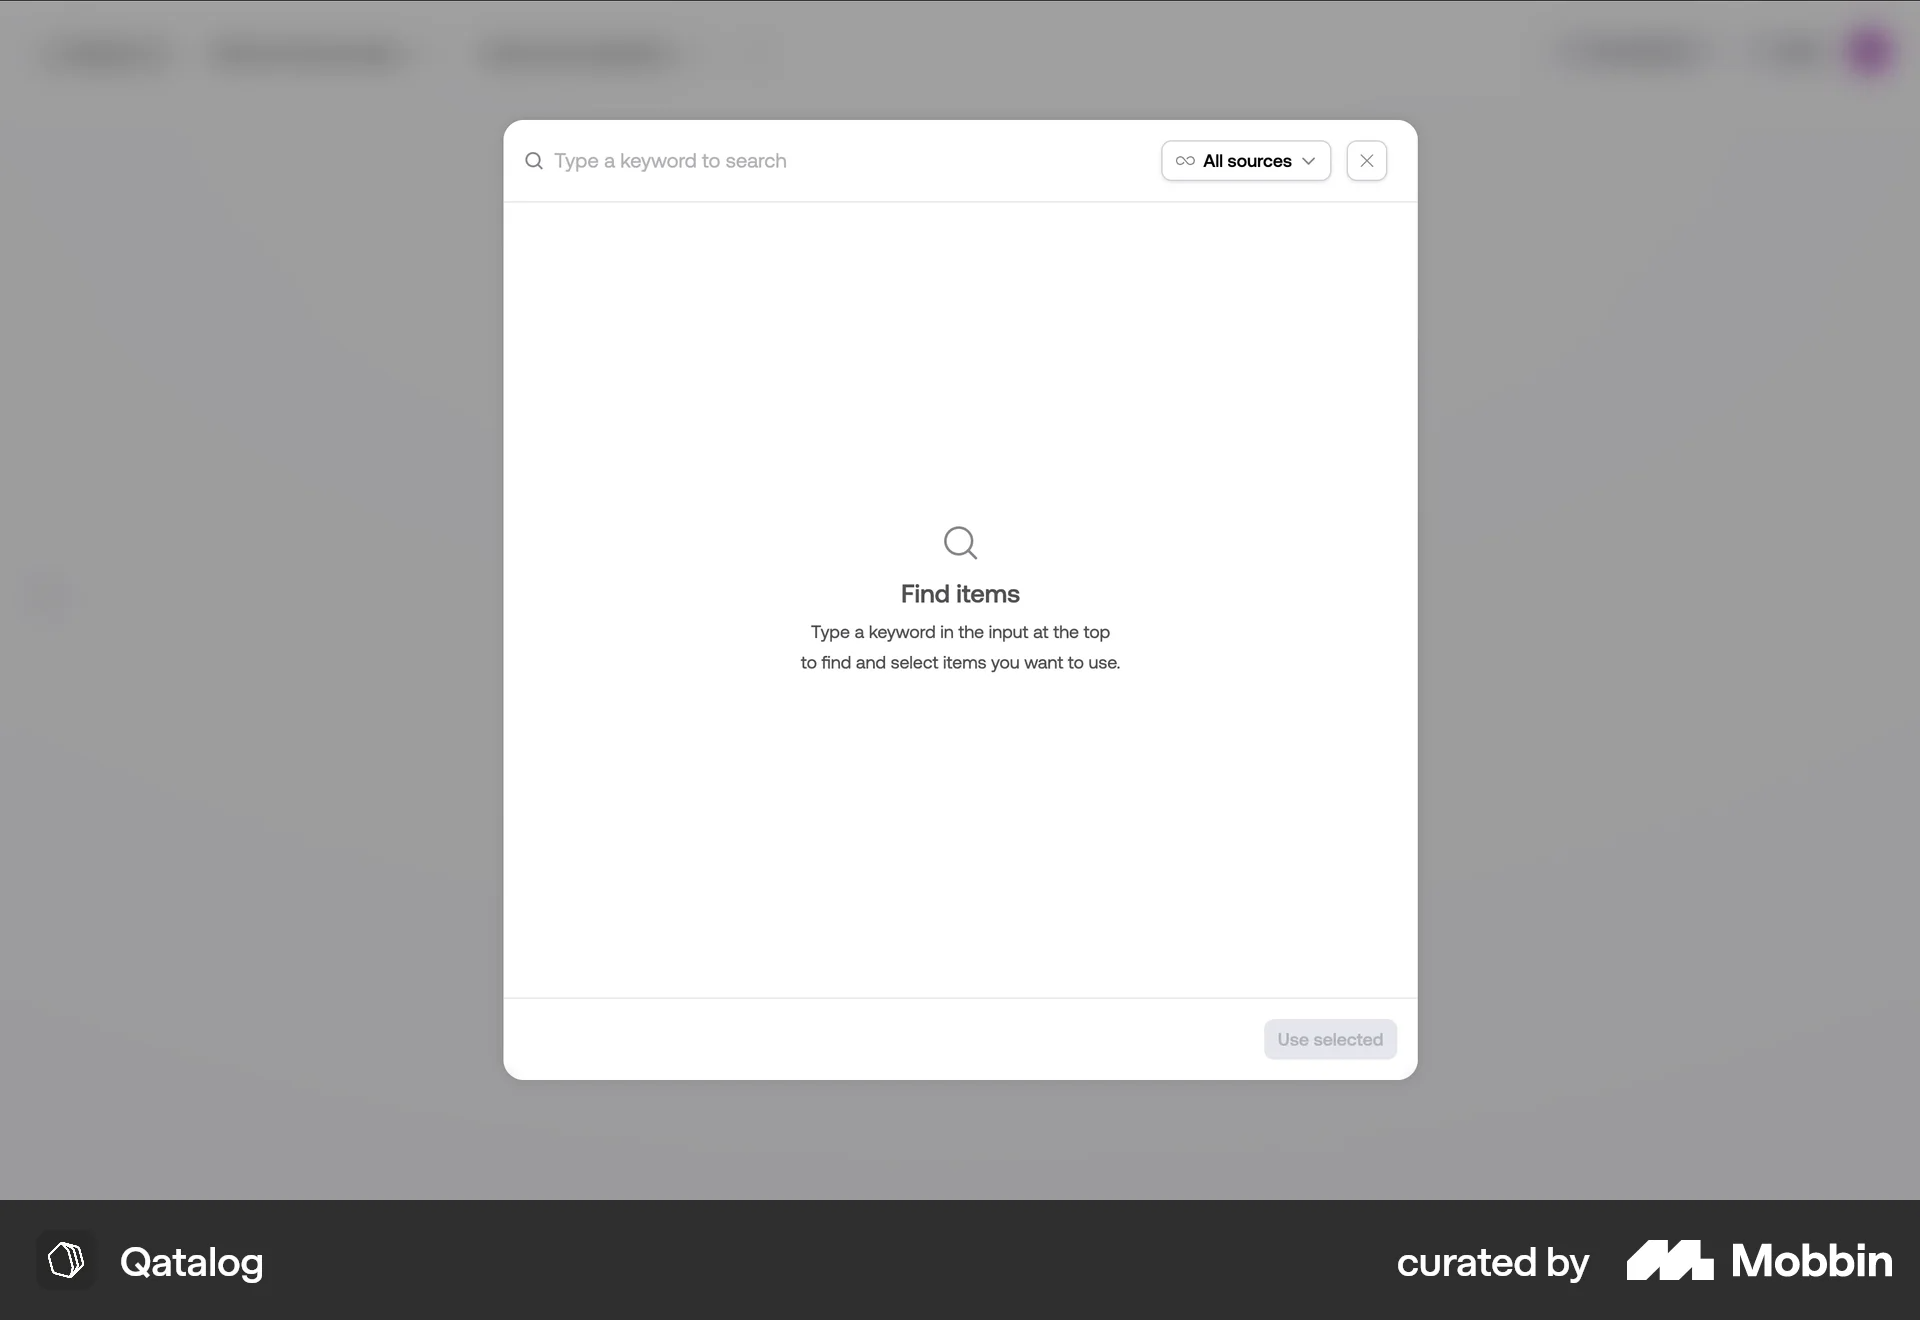 Type a keyword to search
All sources
Find items
Type a keyword in the input at the top
to find and select items you want to use.
Use selected
Qatalog
curated by
Mobbin